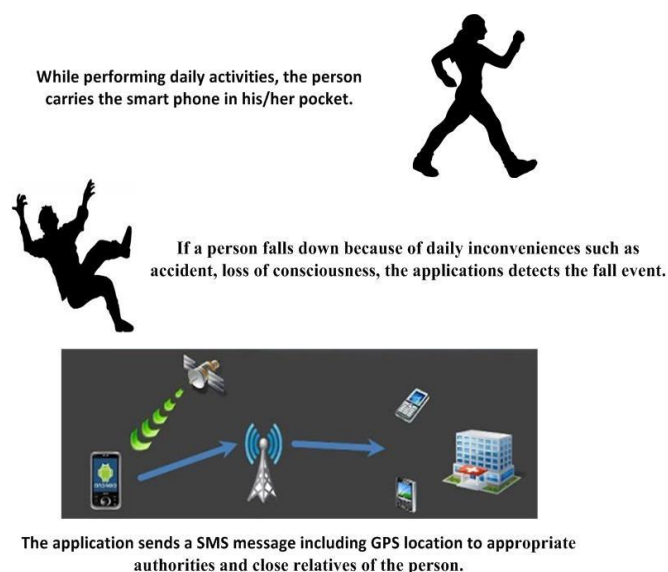 While performing daily activities, the person
carries the smart phone in his/her pocket.
If a person falls down because of daily inconveniences such as
accident, loss of consciousness, the applications detects the fall event.
ANDROID
The application sends a SMS message including GPS location to appropriate
authorities and close relatives of the person.